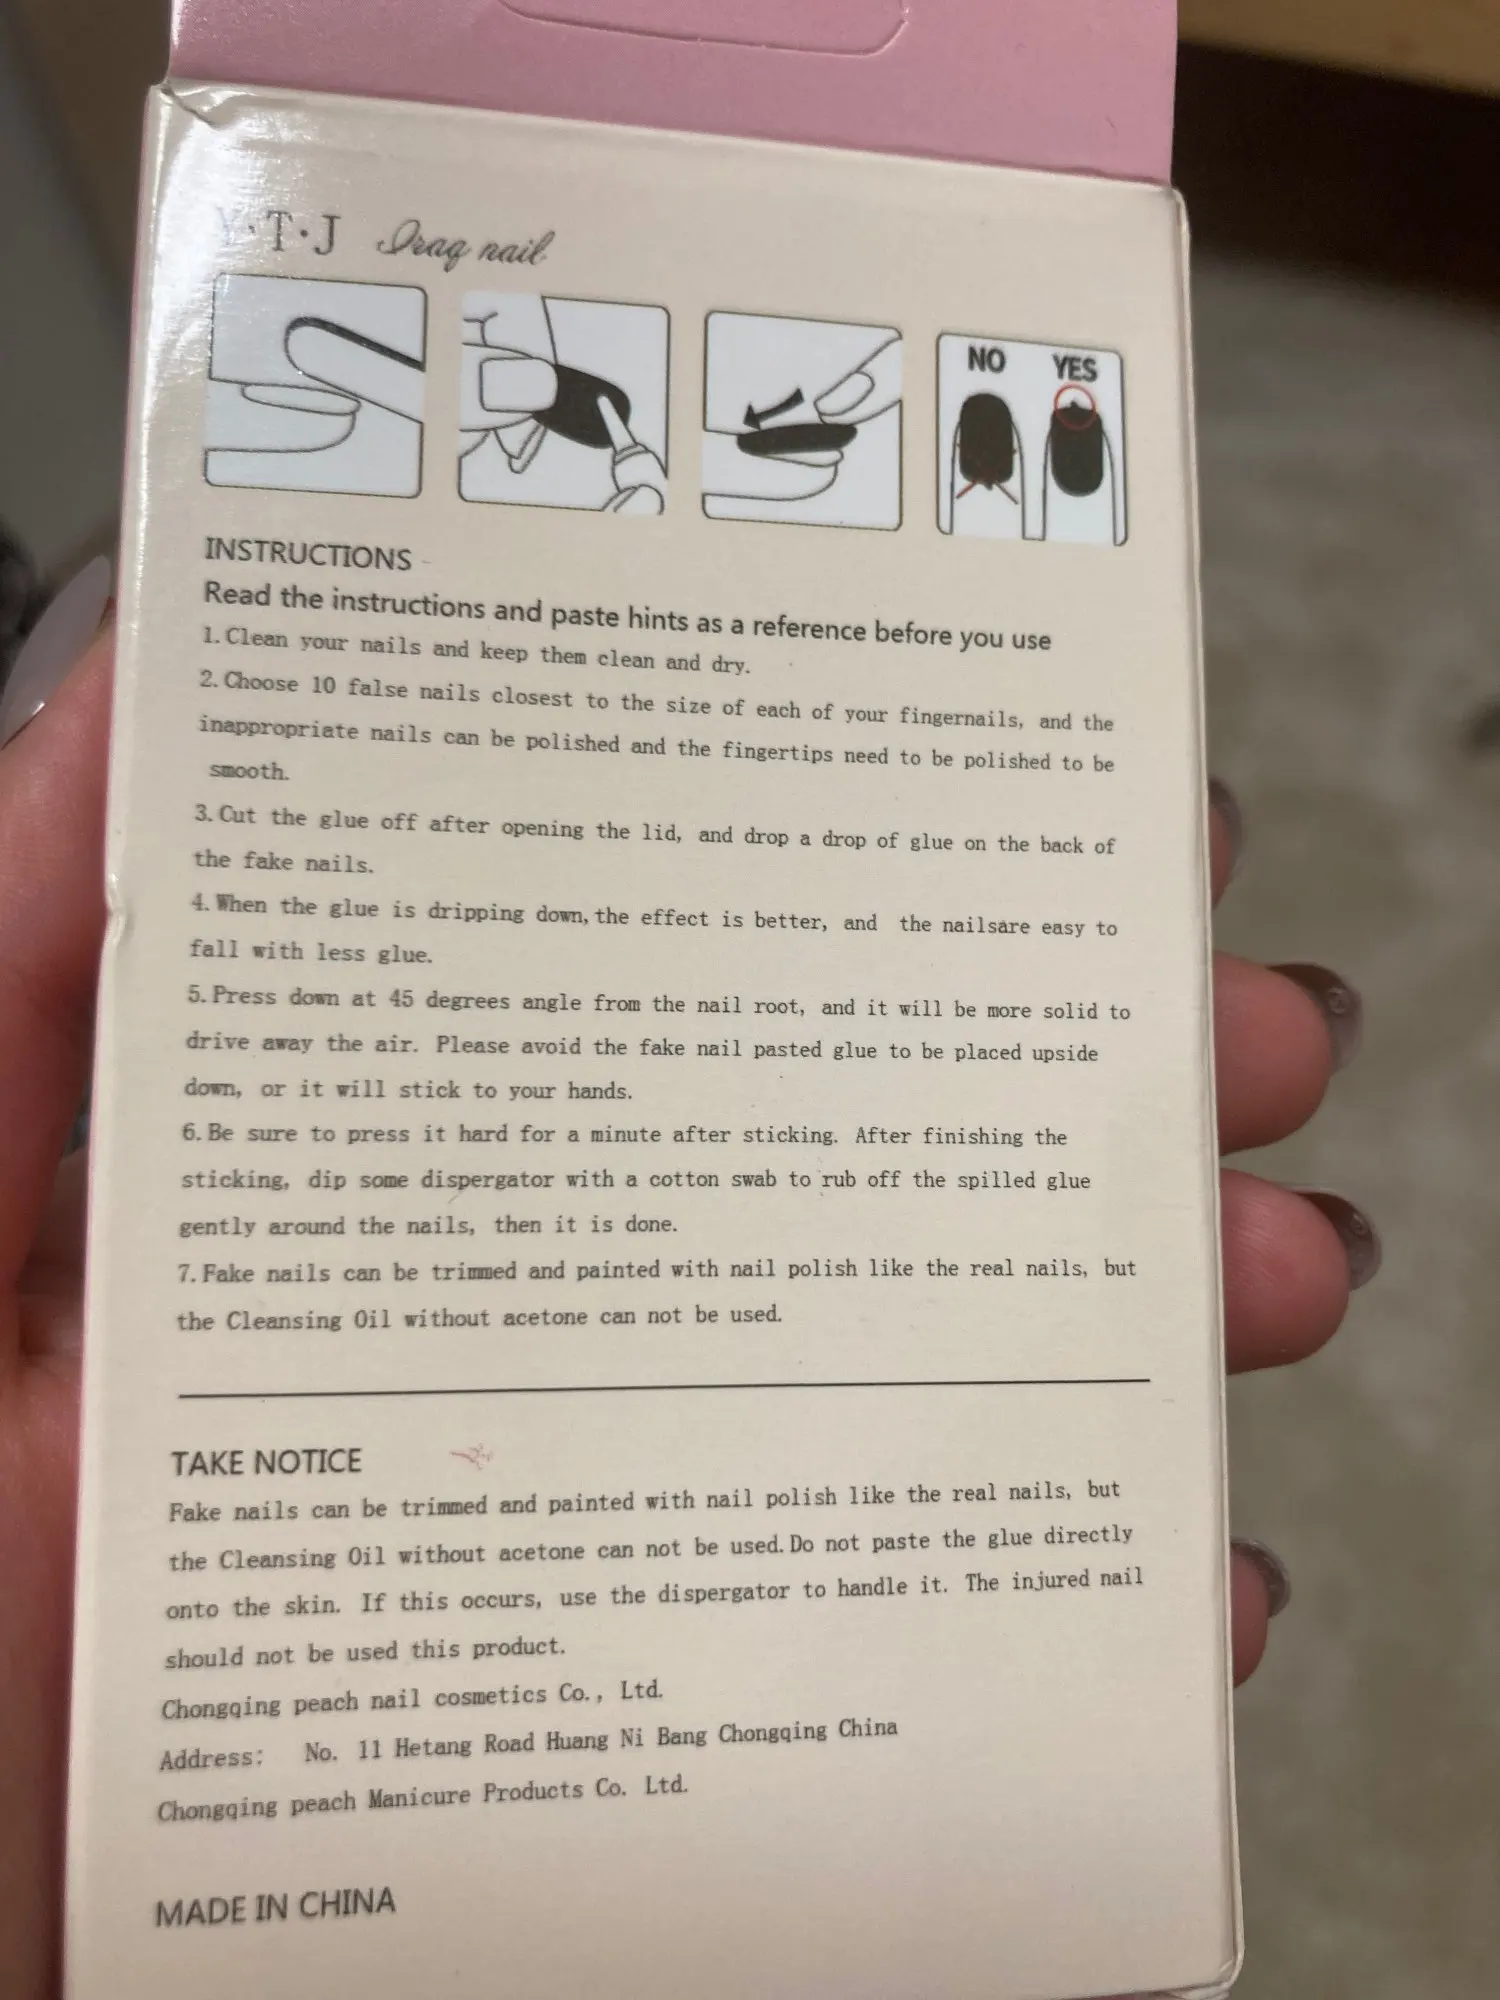 Y·T·J Drag nail
NO YES
INSTRUCTIONS
Read the instructions and paste hints as a reference before you use
1. Clean your nails and keep them clean and dry.
2. Choose 10 false nails closest to the size of each of your fingernails, and the
inappropriate nails can be polished and the fingertips need to be polished to be
smooth.
3. Cut the glue off after opening the lid, and drop a drop of glue on the back of
the fake nails.
4. When the glue is dripping down, the effect is better, and the nailsare easy to
fall with less glue.
5. Press down at 45 degrees angle from the nail root, and it will be more solid to
drive away the air. Please avoid the fake nail pasted glue to be placed upside
down, or it will stick to your hands.
6. Be sure to press it hard for a minute after sticking. After finishing the
sticking, dip some dispergator with a cotton swab to rub off the spilled glue
gently around the nails, then it is done.
7. Fake nails can be trimmed and painted with nail polish like the real nails, but
the Cleansing Oil without acetone can not be used.
TAKE NOTICE
Fake nails can be trimmed and painted with nail polish like the real nails, but
the Cleansing Oil without acetone can not be used. Do not paste the glue directly
onto the skin. If this occurs, use the dispergator to handle it. The injured nail
should not be used this product.
Chongqing peach nail cosmetics Co., Ltd.
Address: No. 11 Hetang Road Huang Ni Bang Chongqing China
Chongqing peach Manicure Products Co. Ltd.
MADE IN CHINA